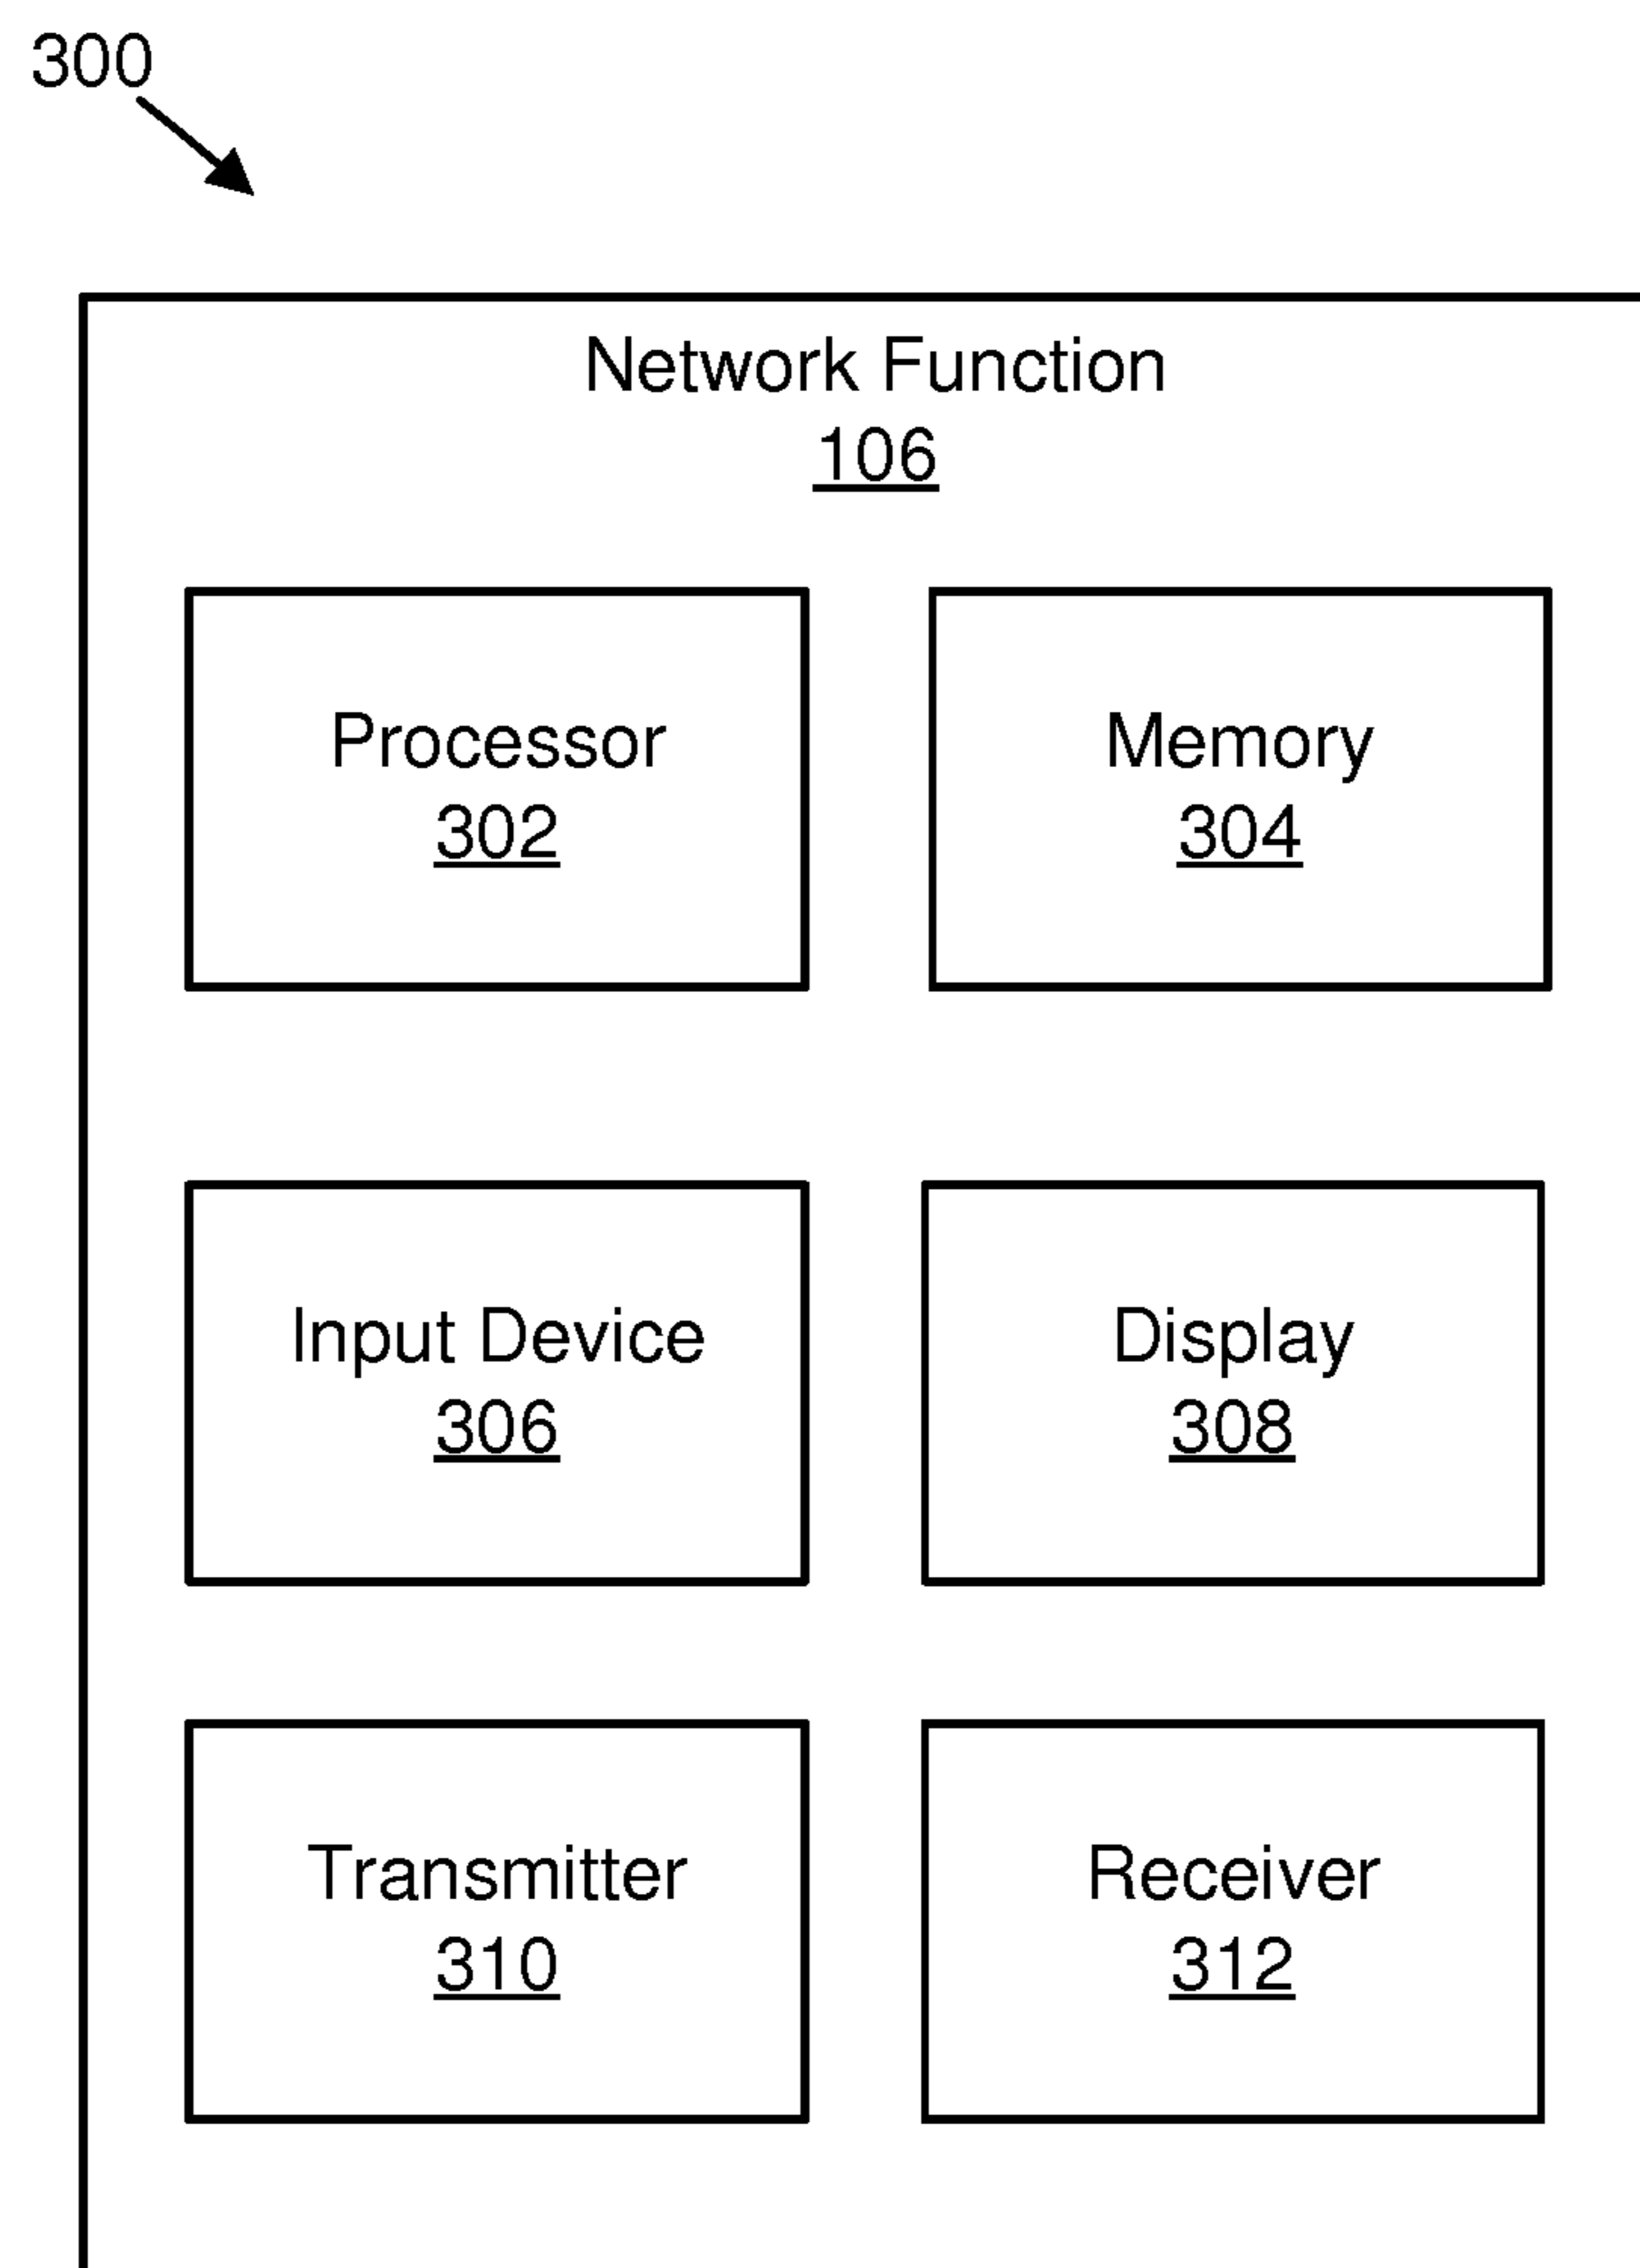 300
Network Function
106
Processor
302
Memory
304
Input Device
306
Display
308
Transmitter
310
Receiver
312